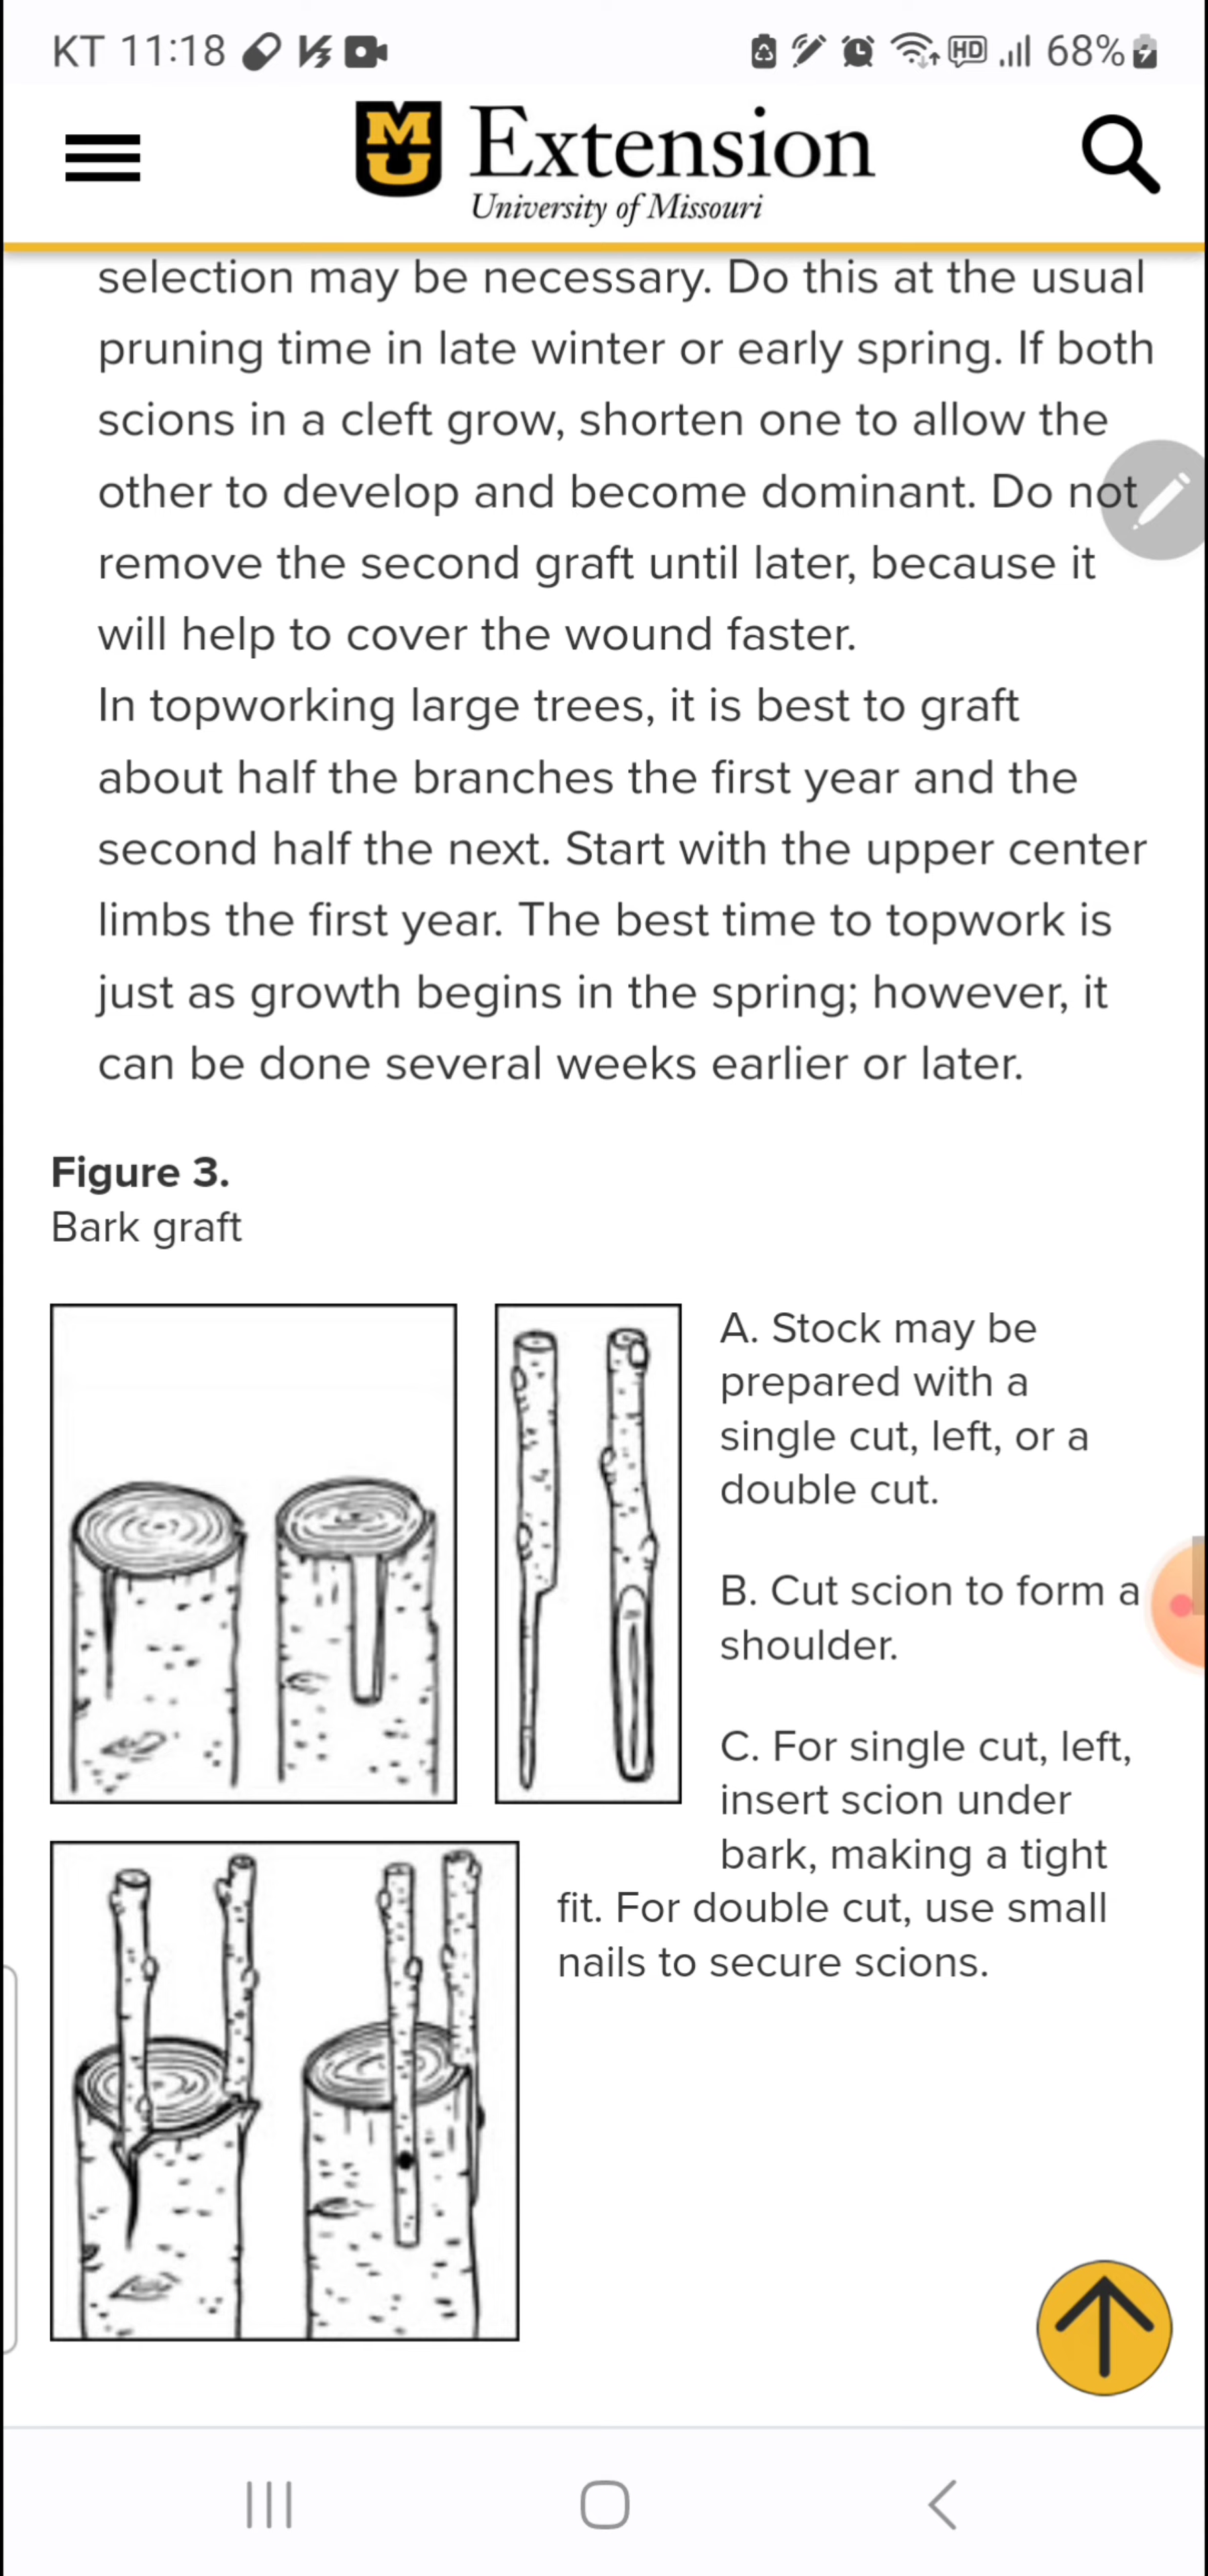 KT 11:18
HD 68%
MU Extension
University of Missouri
selection may be necessary. Do this at the usual
pruning time in late winter or early spring. If both
scions in a cleft grow, shorten one to allow the
other to develop and become dominant. Do not
remove the second graft until later, because it
will help to cover the wound faster.
In topworking large trees, it is best to graft
about half the branches the first year and the
second half the next. Start with the upper center
limbs the first year. The best time to topwork is
just as growth begins in the spring; however, it
can be done several weeks earlier or later.
Figure 3.
Bark graft
A. Stock may be
prepared with a
single cut, left, or a
double cut.
B. Cut scion to form a
shoulder.
C. For single cut, left,
insert scion under
bark, making a tight
fit. For double cut, use small
nails to secure scions.